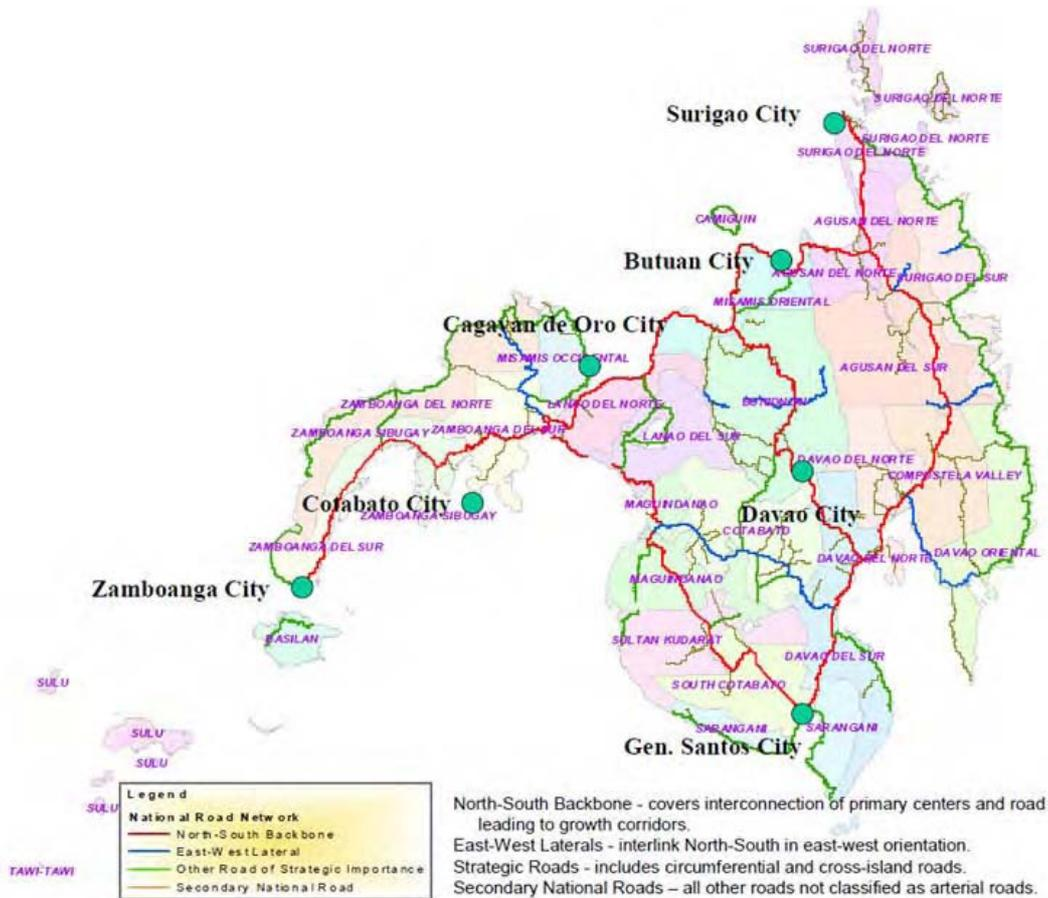 SURIGAO DEL NORTE
SURIGAO DEL NORTE
Surigao City
SURIGAO DEL NORTE
SURIGAO DEL NORTE
CAMIGUIN
AGUSAN DEL NORTE
Butuan City
AGUSAN DEL NORTE
SURIGAO DEL SUR
MISAMIS ORIENTAL
Cagayan de Oro City
MISAMIS OCCIDENTAL
AGUSAN DEL SUR
ZAMBOANGA DEL NORTE
LANAO DEL NORTE
BUKIDNON
ZAMBOANGA SIBUGAY
ZAMBOANGA DEL SUR
LANAO DEL SUR
DAVAO DEL NORTE
COMPOSTELA VALLEY
Cotabato City
MAGUINDANAO
ZAMBOANGA SIBUGAY
Davao City
COTABATO
ZAMBOANGA DEL SUR
DAVAO DEL NORTE
DAVAO ORIENTAL
MAGUINDANAO
Zamboanga City
BASILAN
SULTAN KUDARAT
DAVAO DEL SUR
SULU
SOUTH COTABATO
SULU
SARANGANI
SARANGANI
Gen. Santos City
SULU
SULU
TAWI-TAWI
Legend
National Road Network
North-South Backbone
East-West Lateral
Other Road of Strategic Importance
Secondary National Road
North-South Backbone - covers interconnection of primary centers and road
leading to growth corridors.
East-West Laterals - interlink North-South in east-west orientation.
Strategic Roads - includes circumferential and cross-island roads.
Secondary National Roads – all other roads not classified as arterial roads.